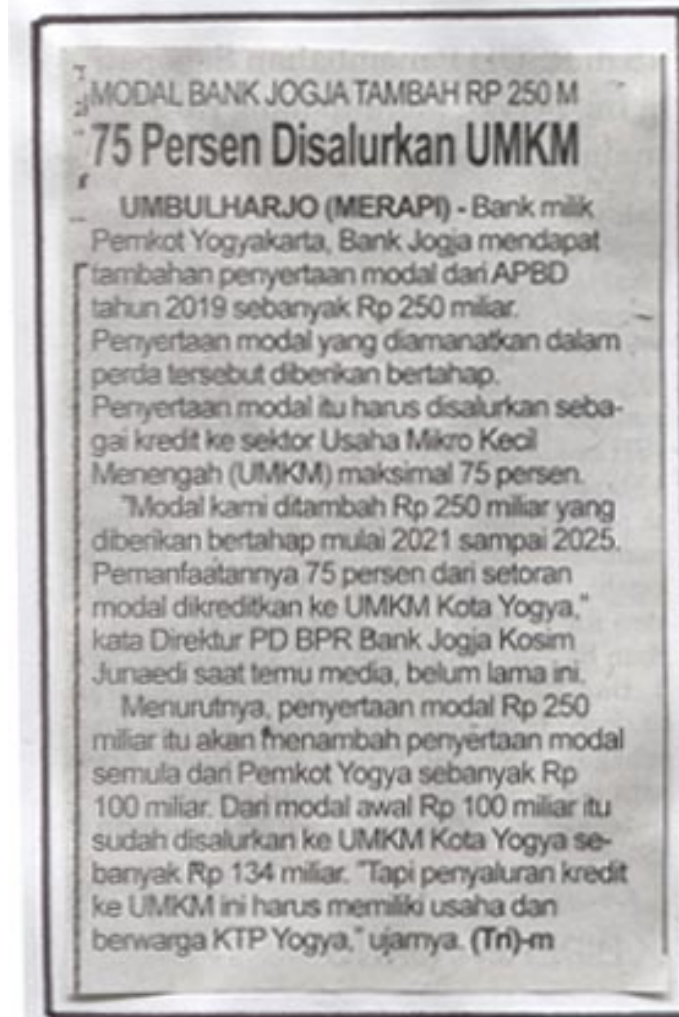 MODAL BANK JOGJA TAMBAH RP 250 M
75 Persen Disalurkan UMKM
UMBULHARJO (MERAPI) - Bank milik
Pemkot Yogyakarta, Bank Jogja mendapat
tambahan penyertaan modal dari APBD
tahun 2019 sebanyak Rp 250 miliar.
Penyertaan modal yang diamanatkan dalam
perda tersebut diberikan bertahap.
Penyertaan modal itu harus disalurkan seba-
gai kredit ke sektor Usaha Mikro Kecil
Menengah (UMKM) maksimal 75 persen.
"Modal kami ditambah Rp 250 miliar yang
diberikan bertahap mulai 2021 sampai 2025.
Pemanfaatannya 75 persen dari setoran
modal dikreditkan ke UMKM Kota Yogya,"
kata Direktur PD BPR Bank Jogja Kosim
Junaedi saat temu media, belum lama ini.
Menurutnya, penyertaan modal Rp 250
miliar itu akan menambah penyertaan modal
semula dari Pemkot Yogya sebanyak Rp
100 miliar. Dari modal awal Rp 100 miliar itu
sudah disalurkan ke UMKM Kota Yogya se-
banyak Rp 134 miliar. "Tapi penyaluran kredit
ke UMKM ini harus memiliki usaha dan
berwarga KTP Yogya," ujarnya. (Tri)-m